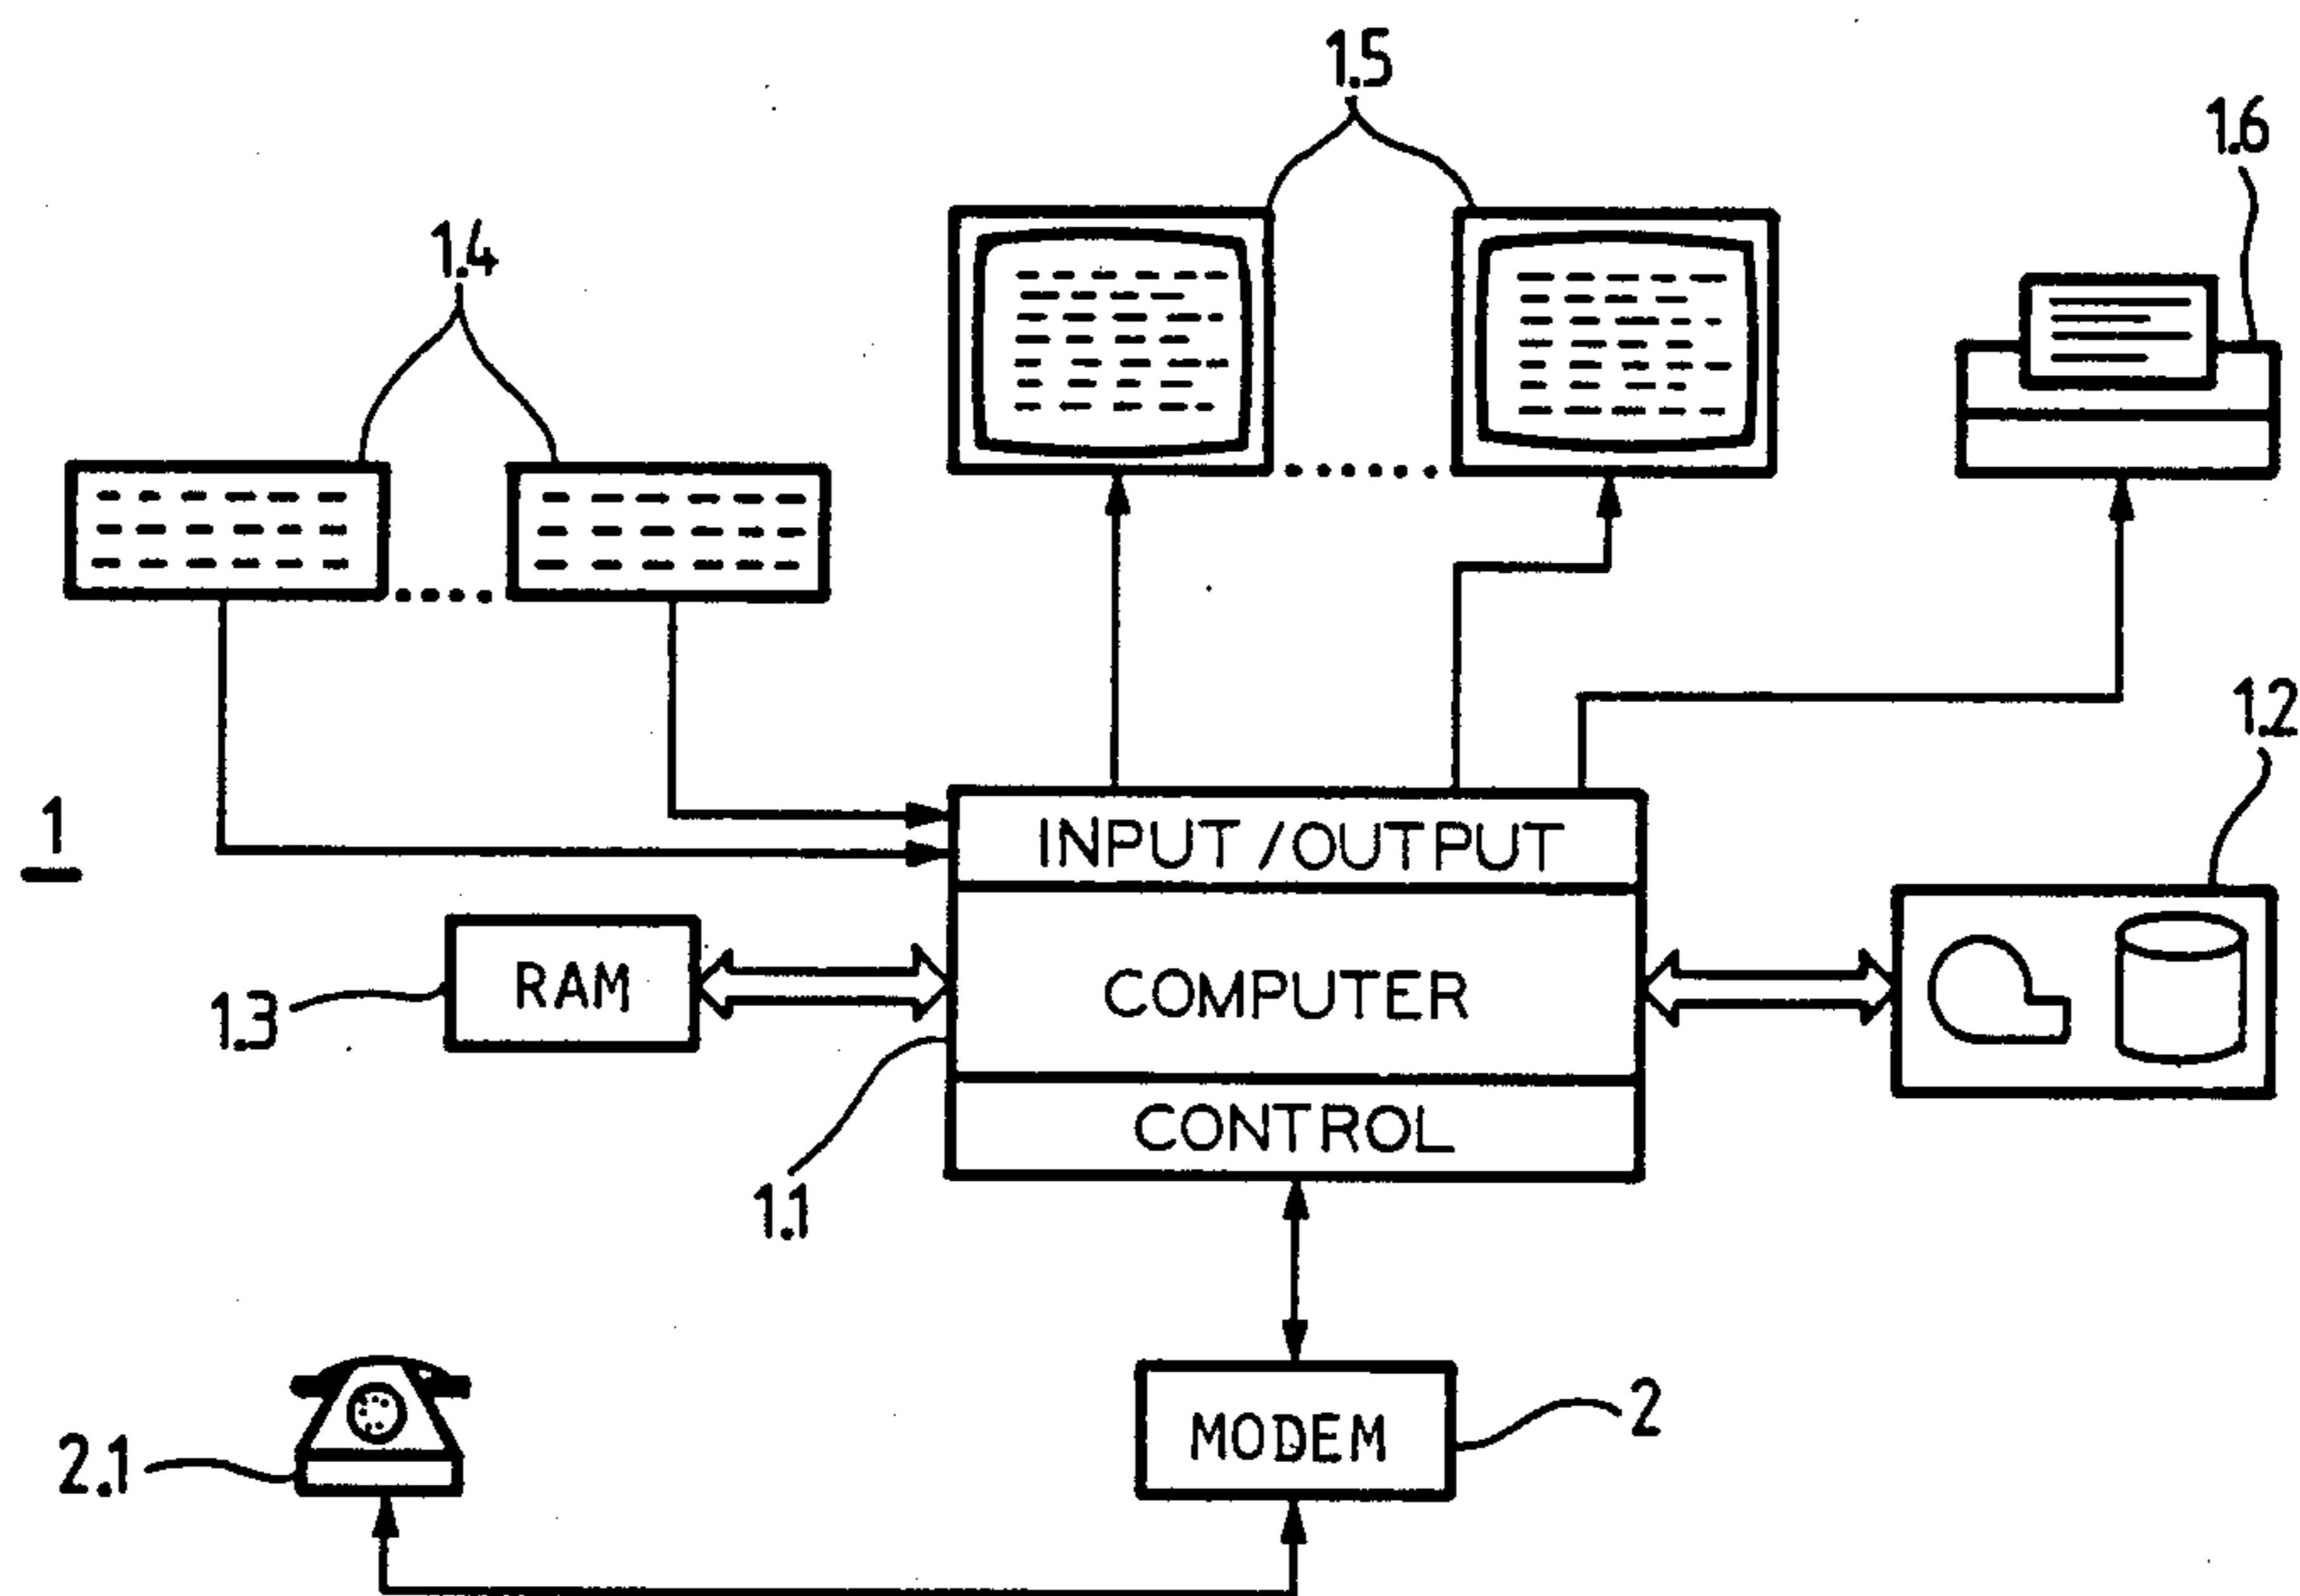 1.5
1.6
1.4
1.2
1
INPUT/OUTPUT
RAM
COMPUTER
1.3
CONTROL
1.1
2
MODEM
2.1